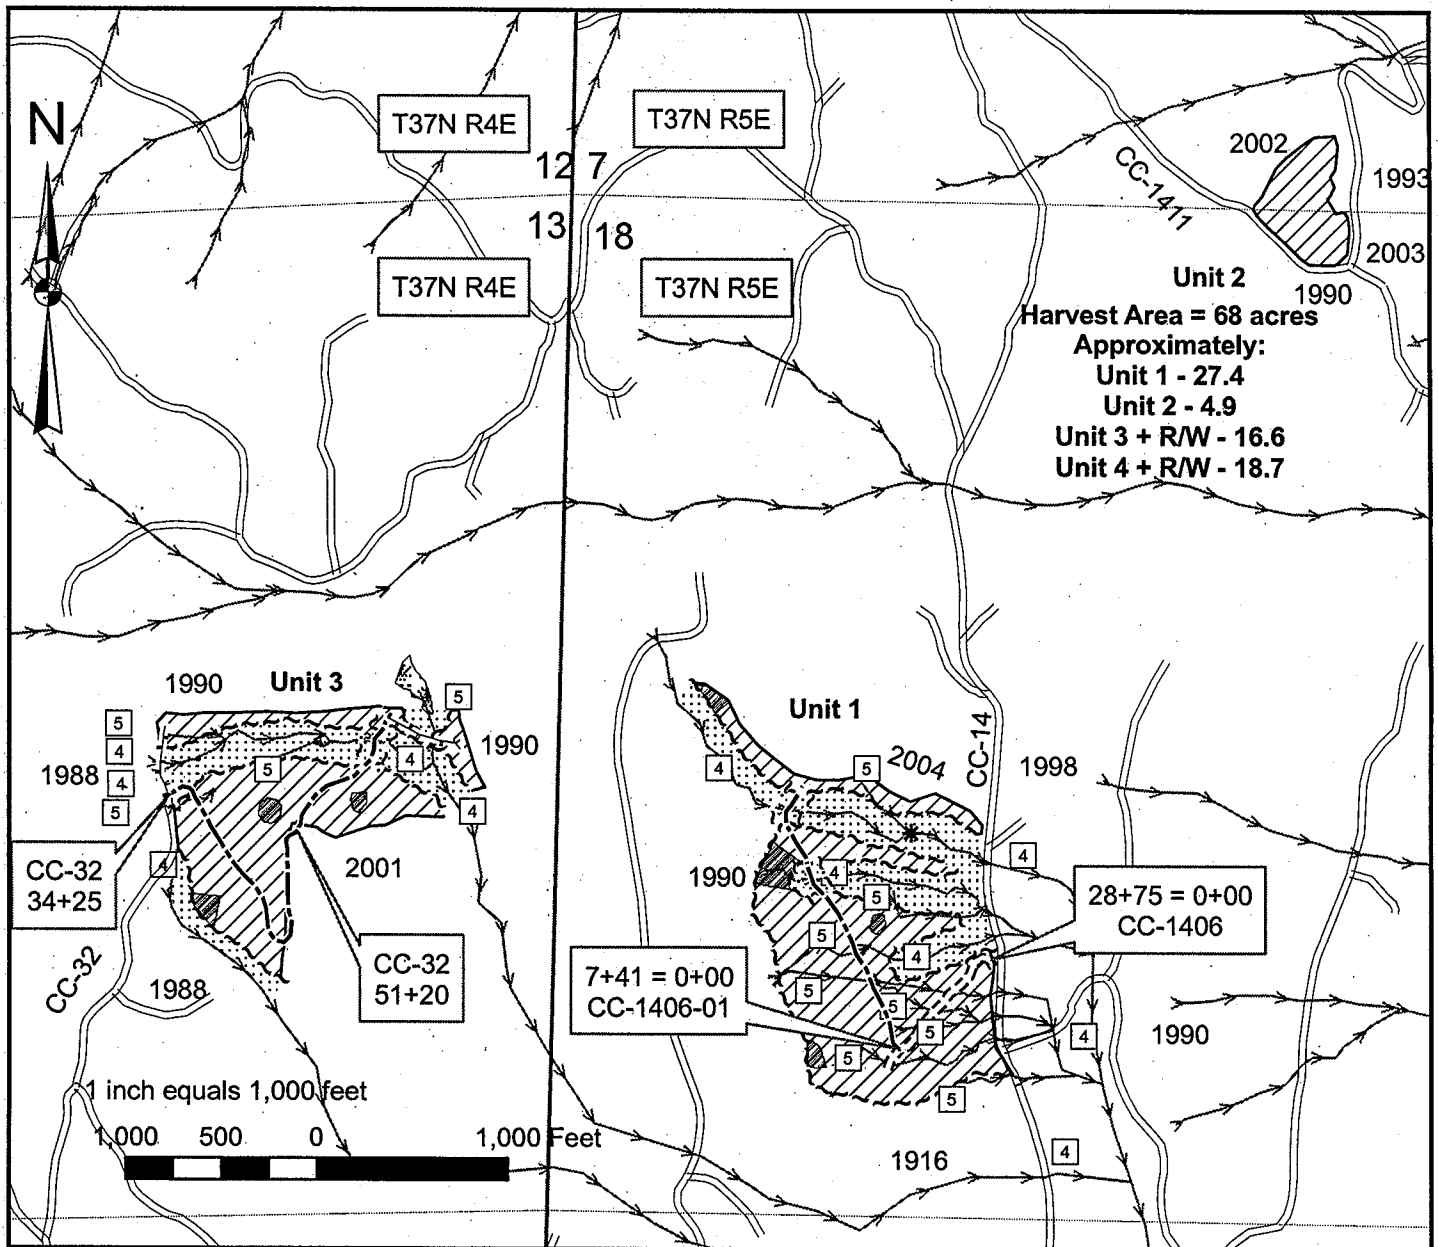 N
T37N R4E
T37N R5E
12 7
13 18
T37N R4E
T37N R5E
2002
CC-1411
1993
2003
Unit 2
1990
Harvest Area = 68 acres
Approximately:
Unit 1 - 27.4
Unit 2 - 4.9
Unit 3 + R/W - 16.6
Unit 4 + R/W - 18.7
1990
Unit 3
5
5
4
1988
4
5
5
4
1990
4
4
CC-32
34+25
2001
CC-32
51+20
CC-32
1988
Unit 1
4
5
2004
CC-14
1998
1990
4
4
5
5
4
28+75 = 0+00
CC-1406
7+41 = 0+00
CC-1406-01
5
5
5
5
4
1990
5
1916
4
1 inch equals 1,000 feet
1,000 500 0 1,000 Feet